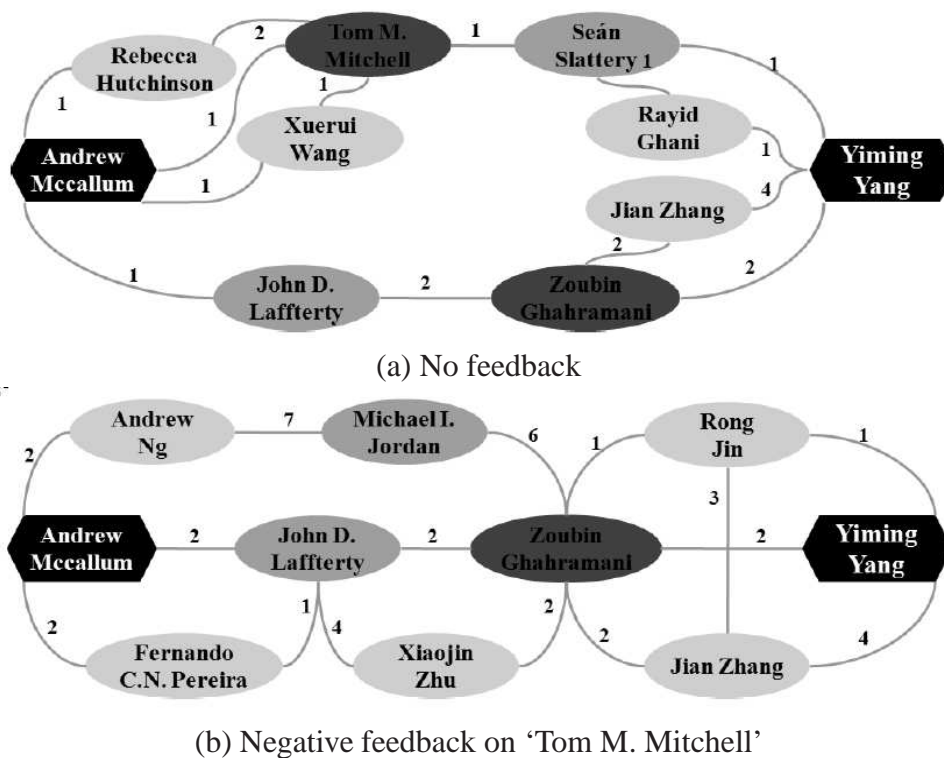 Rebecca
Hutchinson
2
Tom M.
Mitchell
1
Seán
Slattery 1
1
1
1
1
Xuerui
Wang
Rayid
Ghani
1
Andrew
Mccallum
1
Yiming
Yang
Jian Zhang
4
1
John D.
Laffterty
2
2
Zoubin
Ghahramani
2
(a) No feedback
Andrew
Ng
7
Michael I.
Jordan
6
Rong
Jin
2
1
1
3
Andrew
Mccallum
2
John D.
Laffterty
2
Zoubin
Ghahramani
2
Yiming
Yang
2
1
4
2
2
4
Fernando
C.N. Pereira
Xiaojin
Zhu
Jian Zhang
(b) Negative feedback on ‘Tom M. Mitchell’